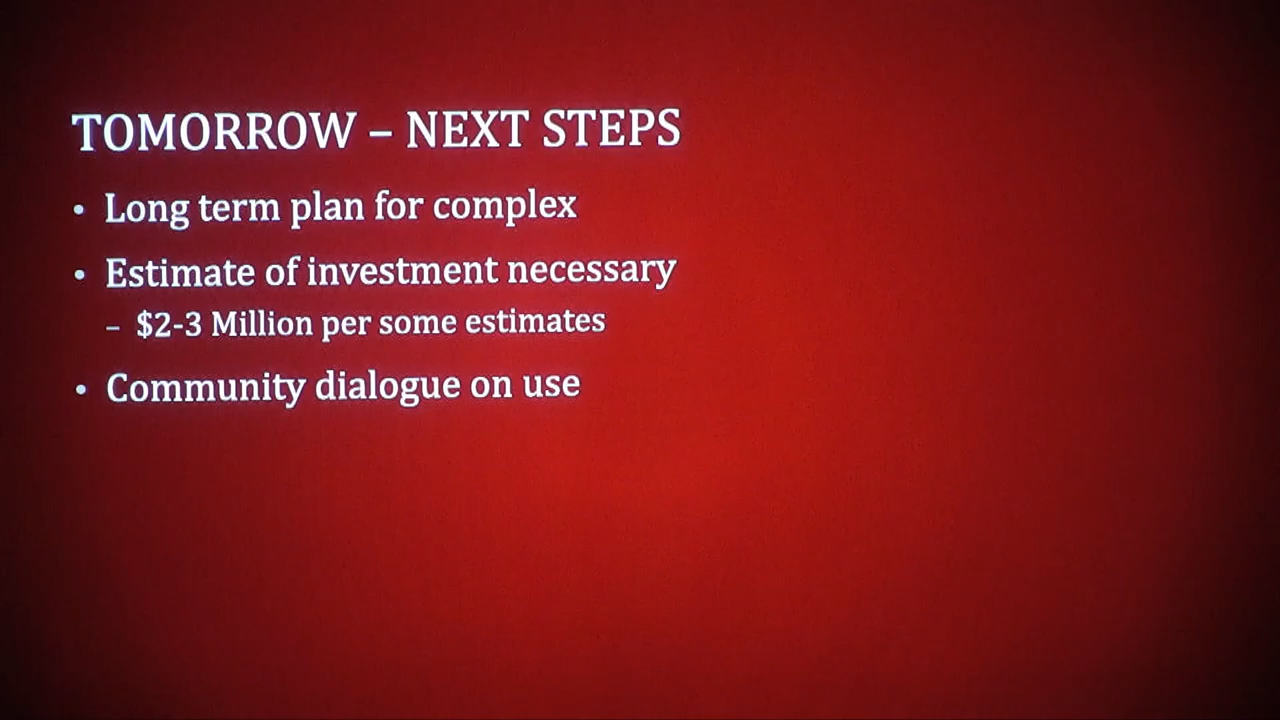 TOMORROW – NEXT STEPS
• Long term plan for complex
• Estimate of investment necessary
– $2-3 Million per some estimates
• Community dialogue on use